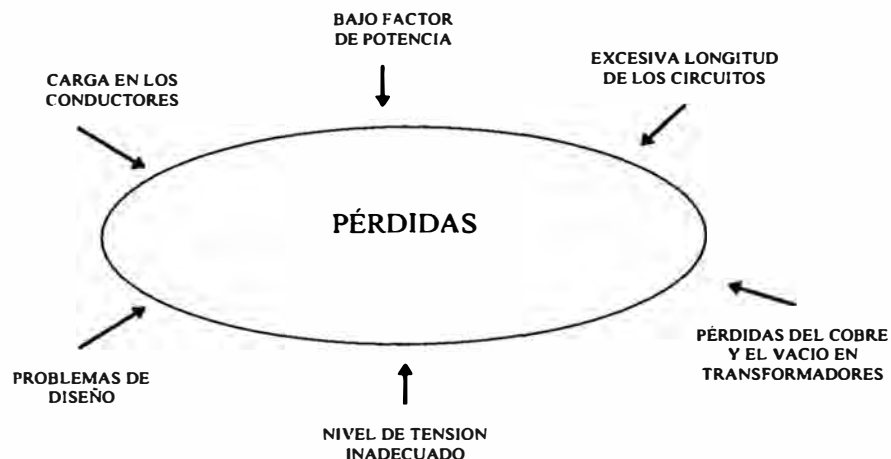 BAJO FACTOR
DE POTENCIA
EXCESIVA LONGITUD
DE LOS CIRCUITOS
CARGA EN LOS
CONDUCTORES
PÉRDIDAS
PÉRDIDAS DEL COBRE
Y EL VACIO EN
TRANSFORMADORES
PROBLEMAS DE
DISEÑO
NIVEL DE TENSION
INADECUADO